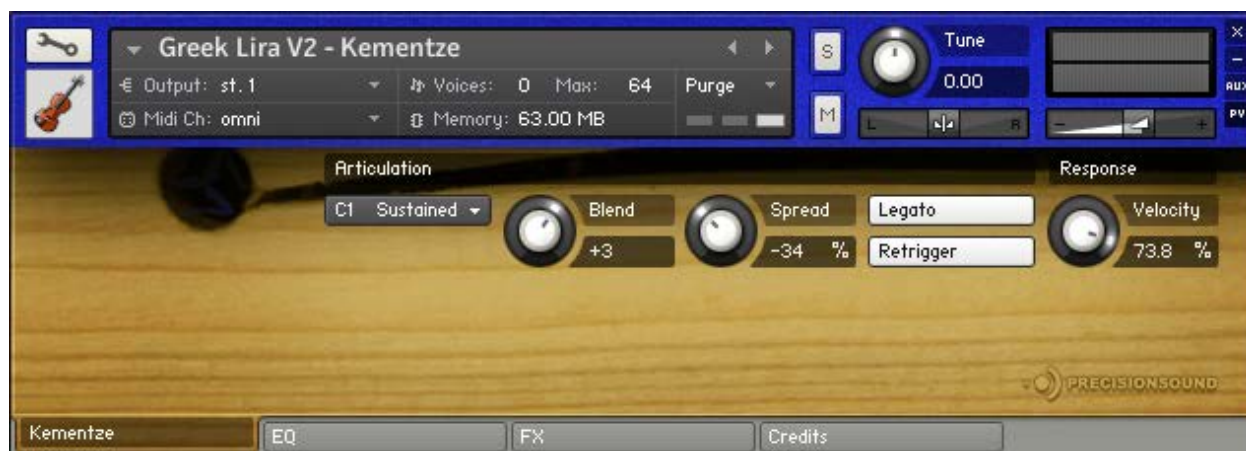 Greek Lira V2 - Kementze
Output: st. 1
Voices: 0 Max: 64
Purge
Midi Ch: omni
Memory: 63.00 MB
S
M
Tune
0.00
L
R
-
+
×
-
AUX
PV
Articulation
Response
C1 Sustained
Blend
+3
Spread
-34 %
Legato
Retrigger
Velocity
73.8 %
PRECISIONSOUND
Kementze
EQ
FX
Credits